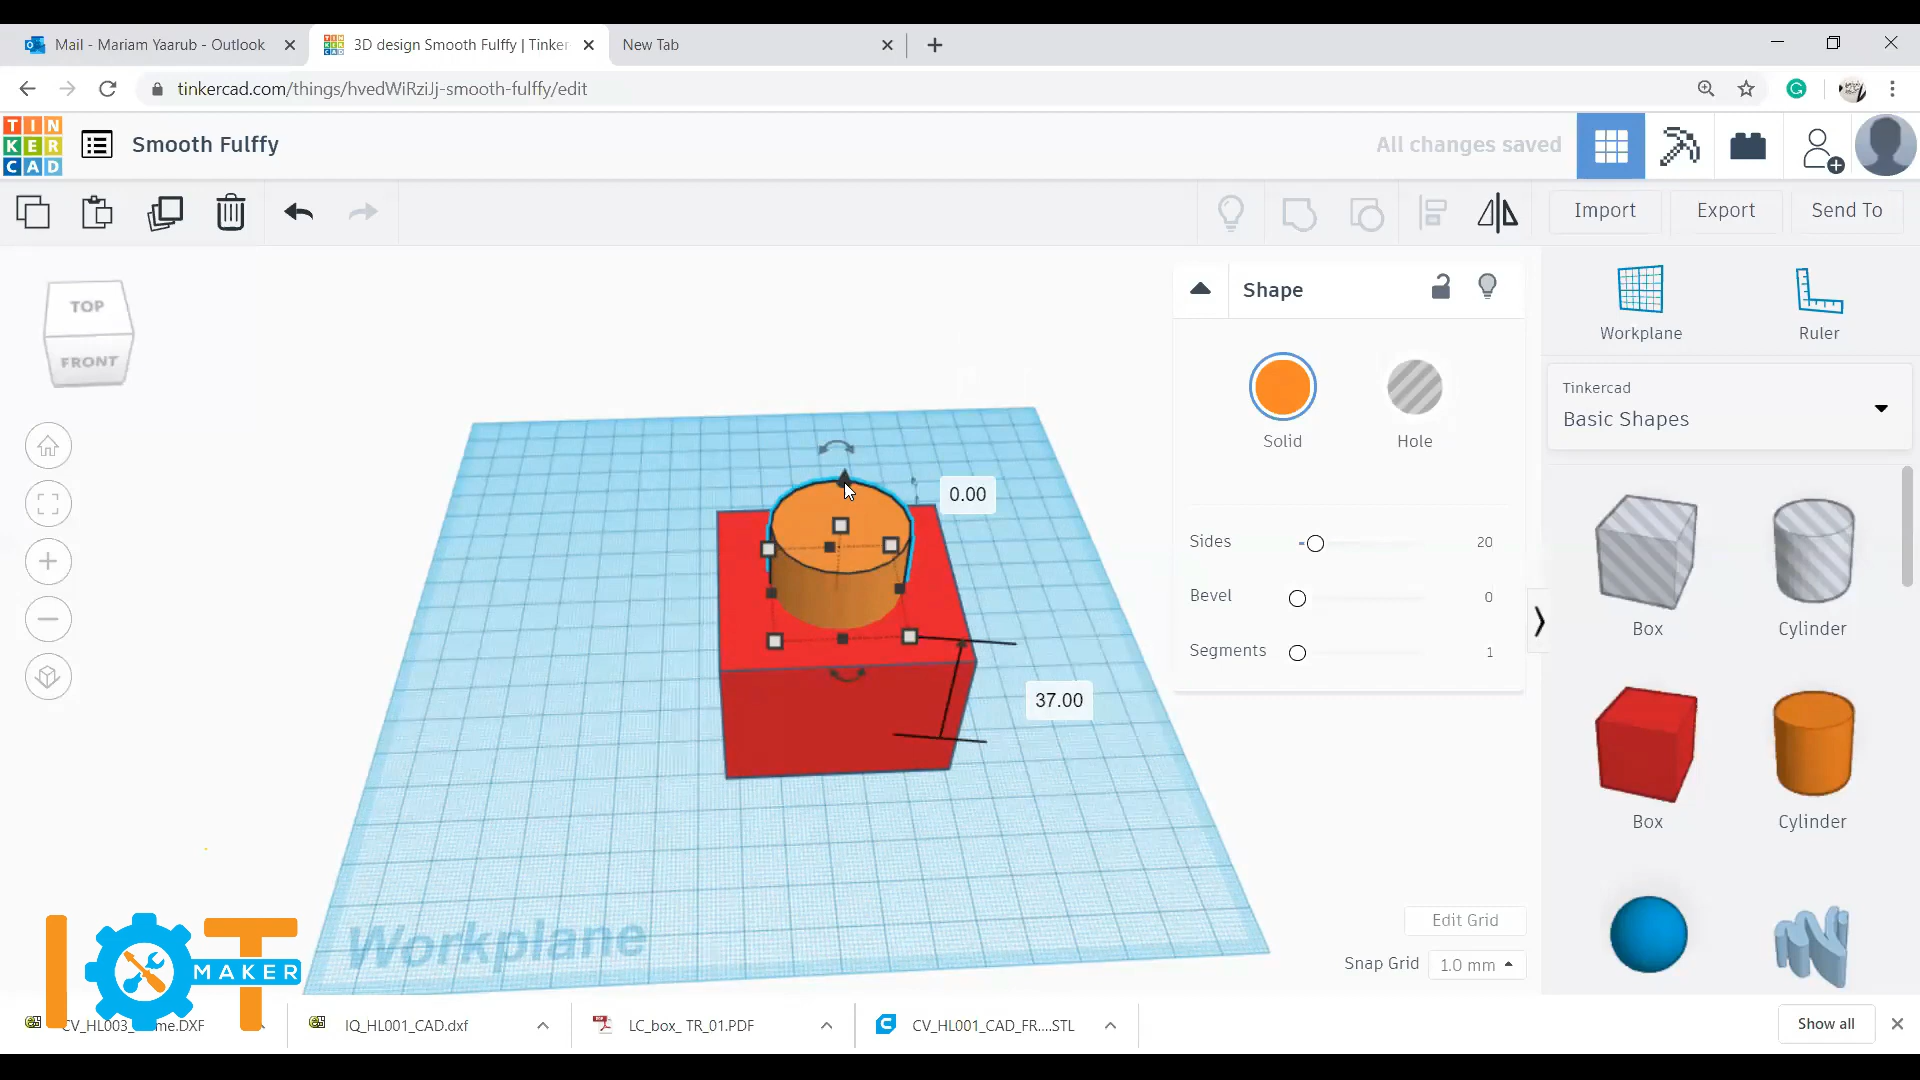 Mail - Mariam Yaarub - Outlook
3D design Smooth Fulffy | Tinker
New Tab
tinkercad.com/things/hvedWiRziJj-smooth-fulffy/edit
TIN
KER
CAD
Smooth Fulffy
All changes saved
Import
Export
Send To
TOP
FRONT
Shape
Solid
Hole
Sides
20
Bevel
0
Segments
1
0.00
37.00
Workplane
Ruler
Tinkercad
Basic Shapes
Box
Cylinder
Box
Cylinder
Workplane
Edit Grid
Snap Grid
1.0 mm
IOT
MAKER
IQ_HL001_CAD.dxf
LC_box_ TR_01.PDF
CV_HL001_CAD_FR....STL
Show all